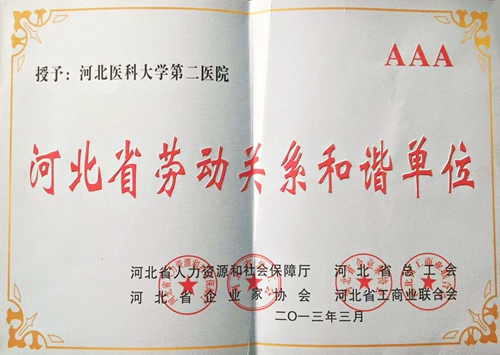 AAA
授予：河北医科大学第二医院
河北省劳动关系和谐单位
河北省人力资源和社会保障厅 河北省总工会
河北省企业家协会 河北省工商业联合会
二〇一三年三月